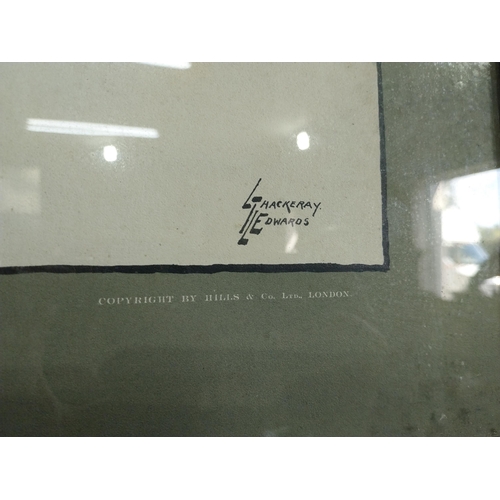 THACKERAY.
EDWARDS
COPYRIGHT BY HILLS & Co. LTD., LONDON.